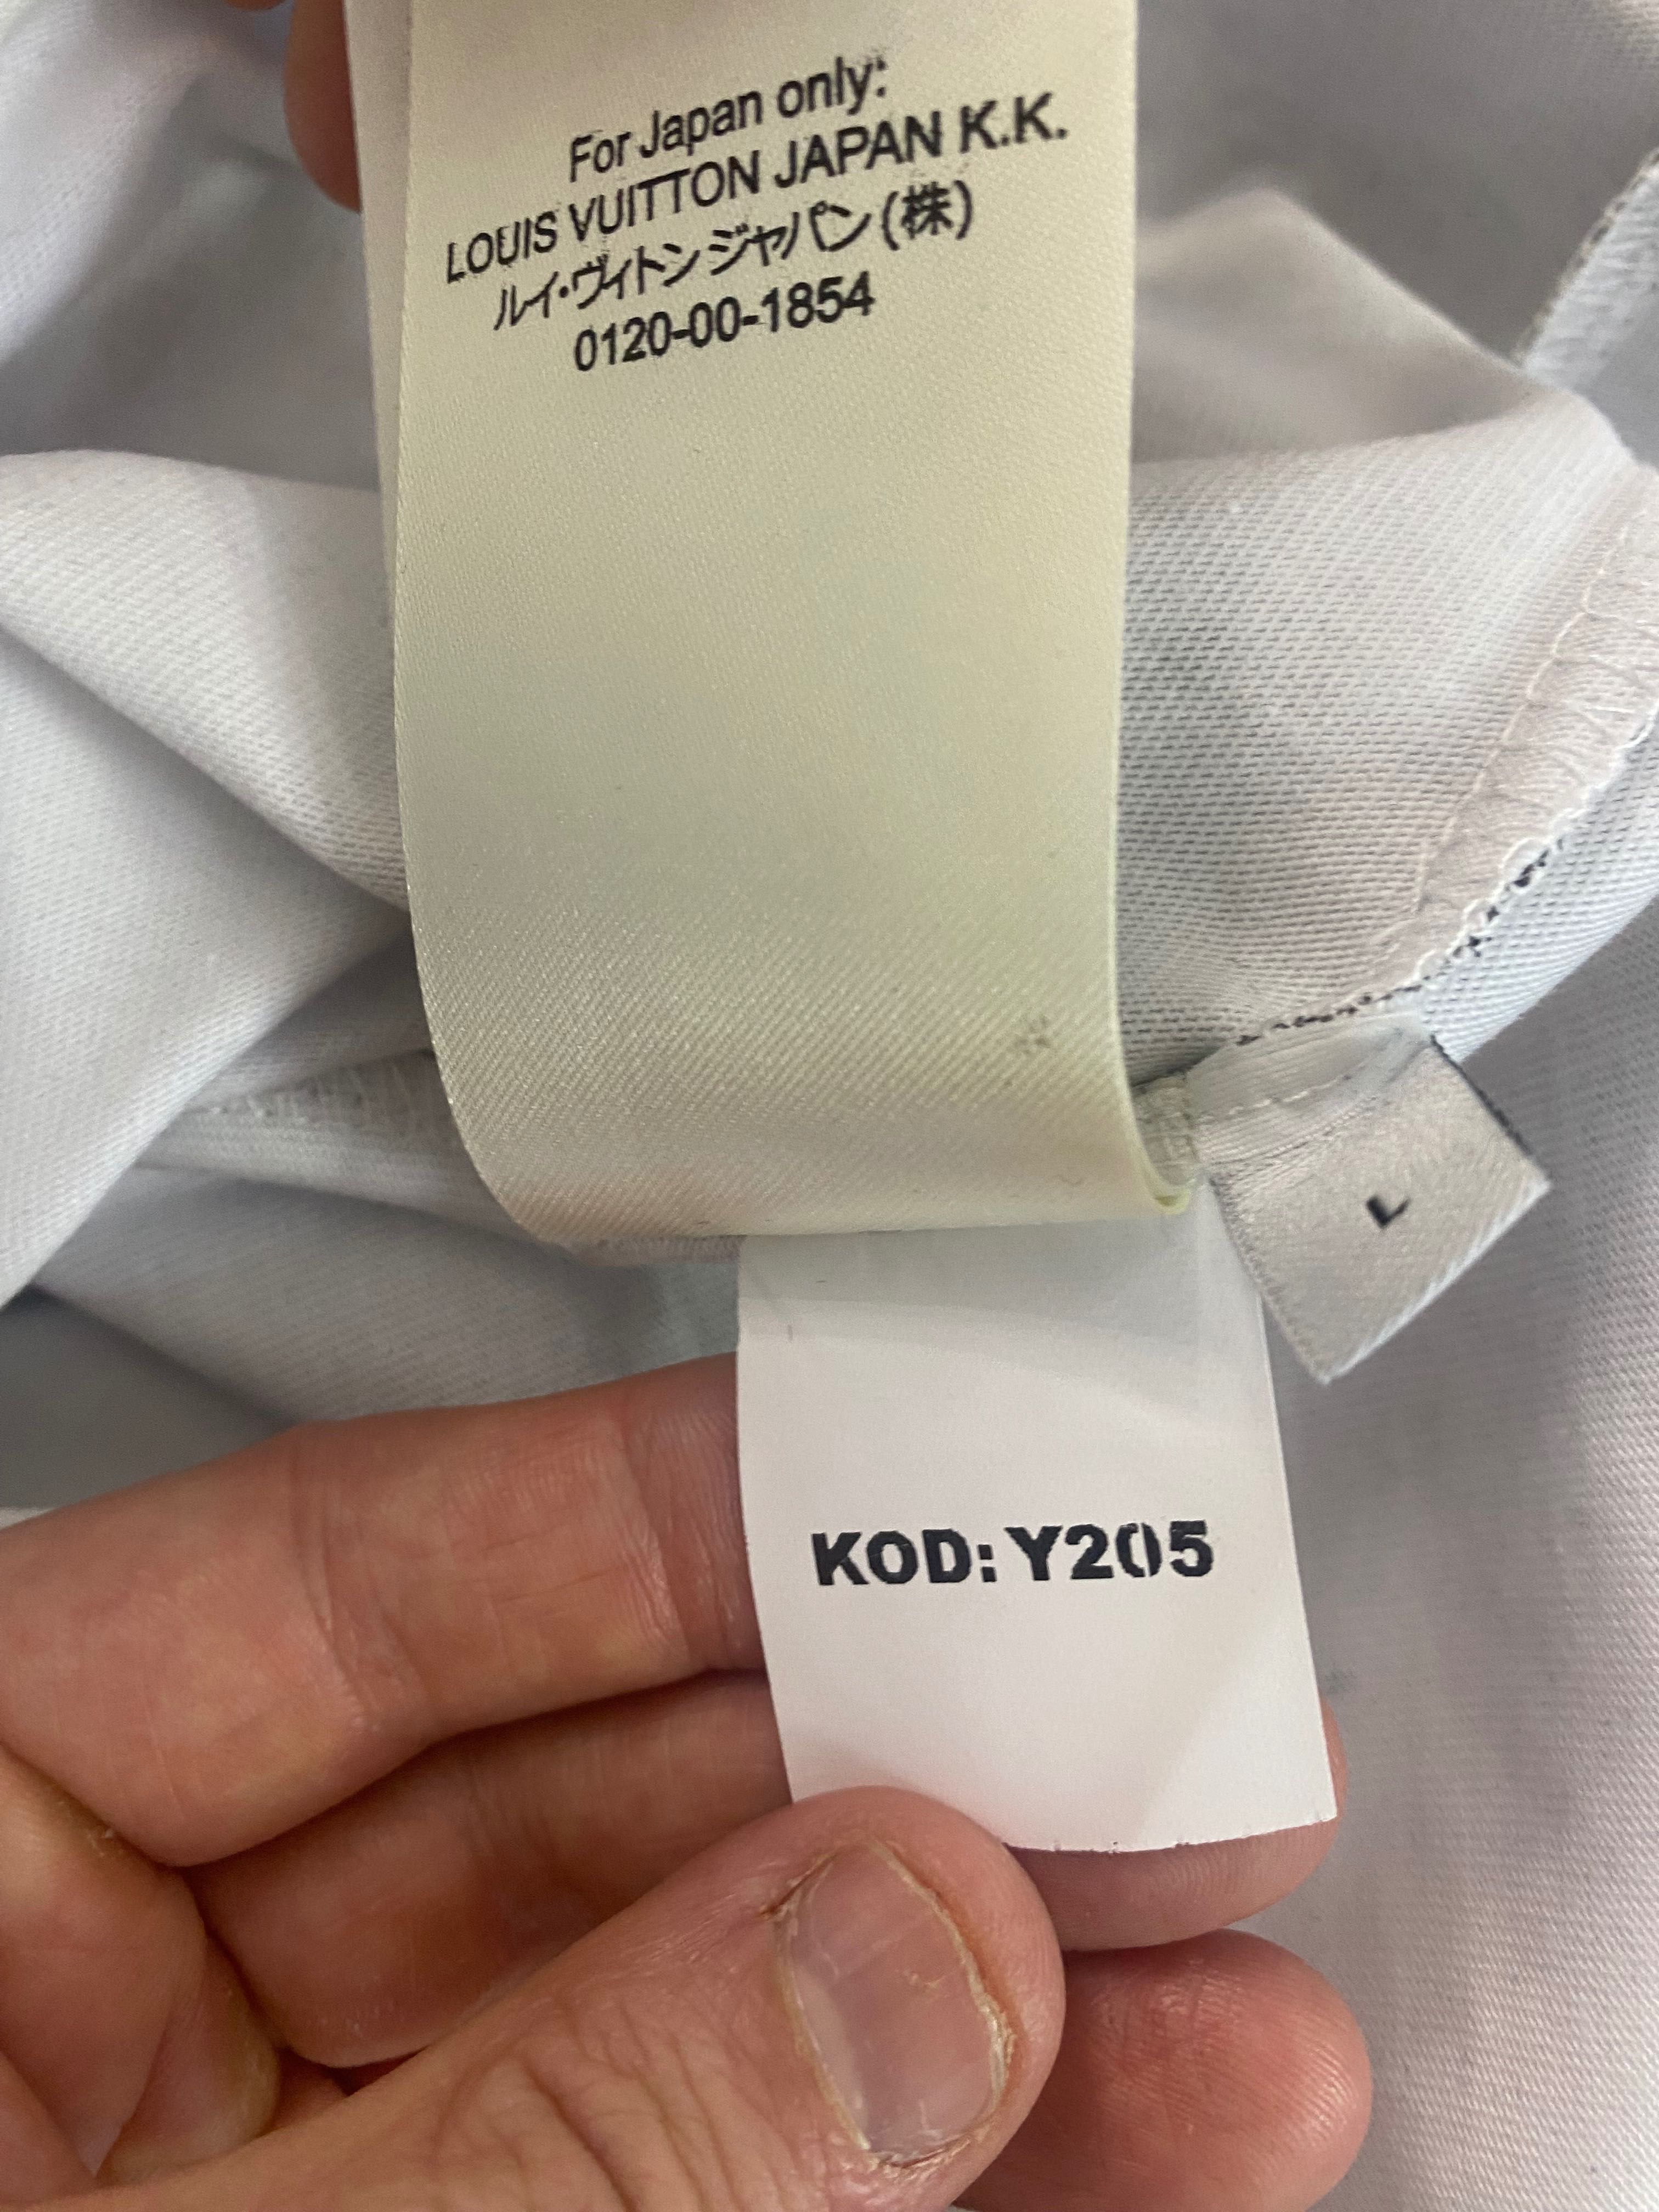 For Japan only:
LOUIS VUITTON JAPAN K.K.
ルイ・ヴィトンジャパン(株)
0120-00-1854
L
KOD: Y205